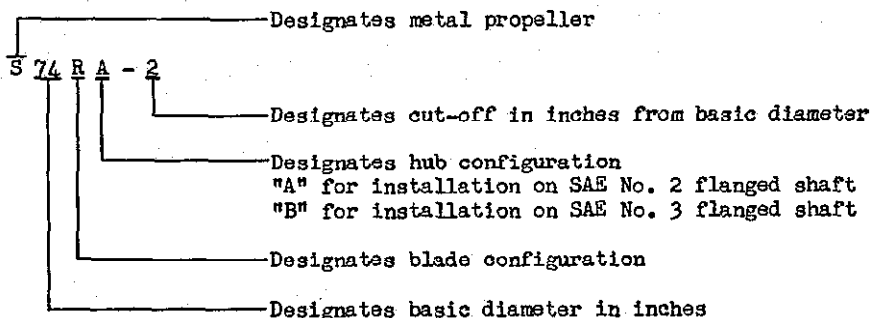 Designates metal propeller
S 74 R A - 2
Designates cut-off in inches from basic diameter
Designates hub configuration
"A" for installation on SAE No. 2 flanged shaft
"B" for installation on SAE No. 3 flanged shaft
Designates blade configuration
Designates basic diameter in inches